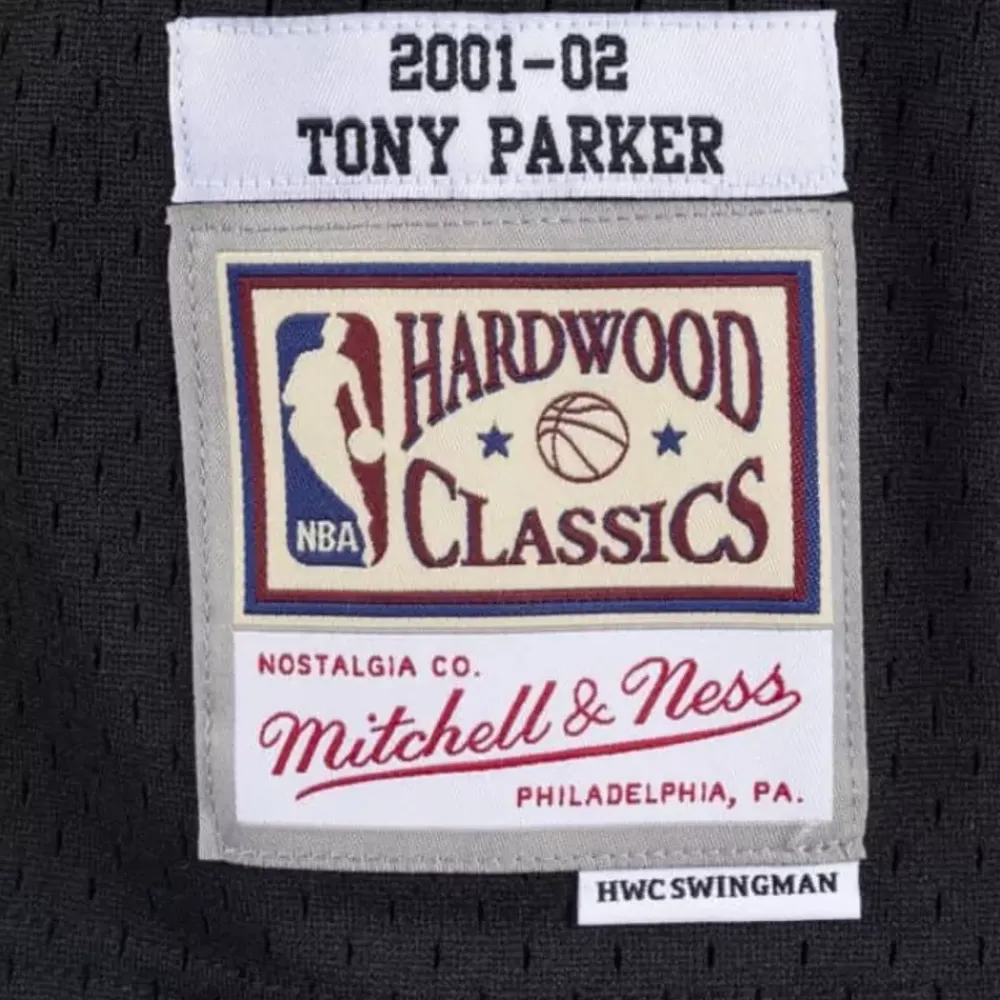 2001-02
TONY PARKER
HARDWOOD
CLASSICS
NBA
NOSTALGIA CO.
Mitchell & Ness
PHILADELPHIA, PA.
HWC SWINGMAN